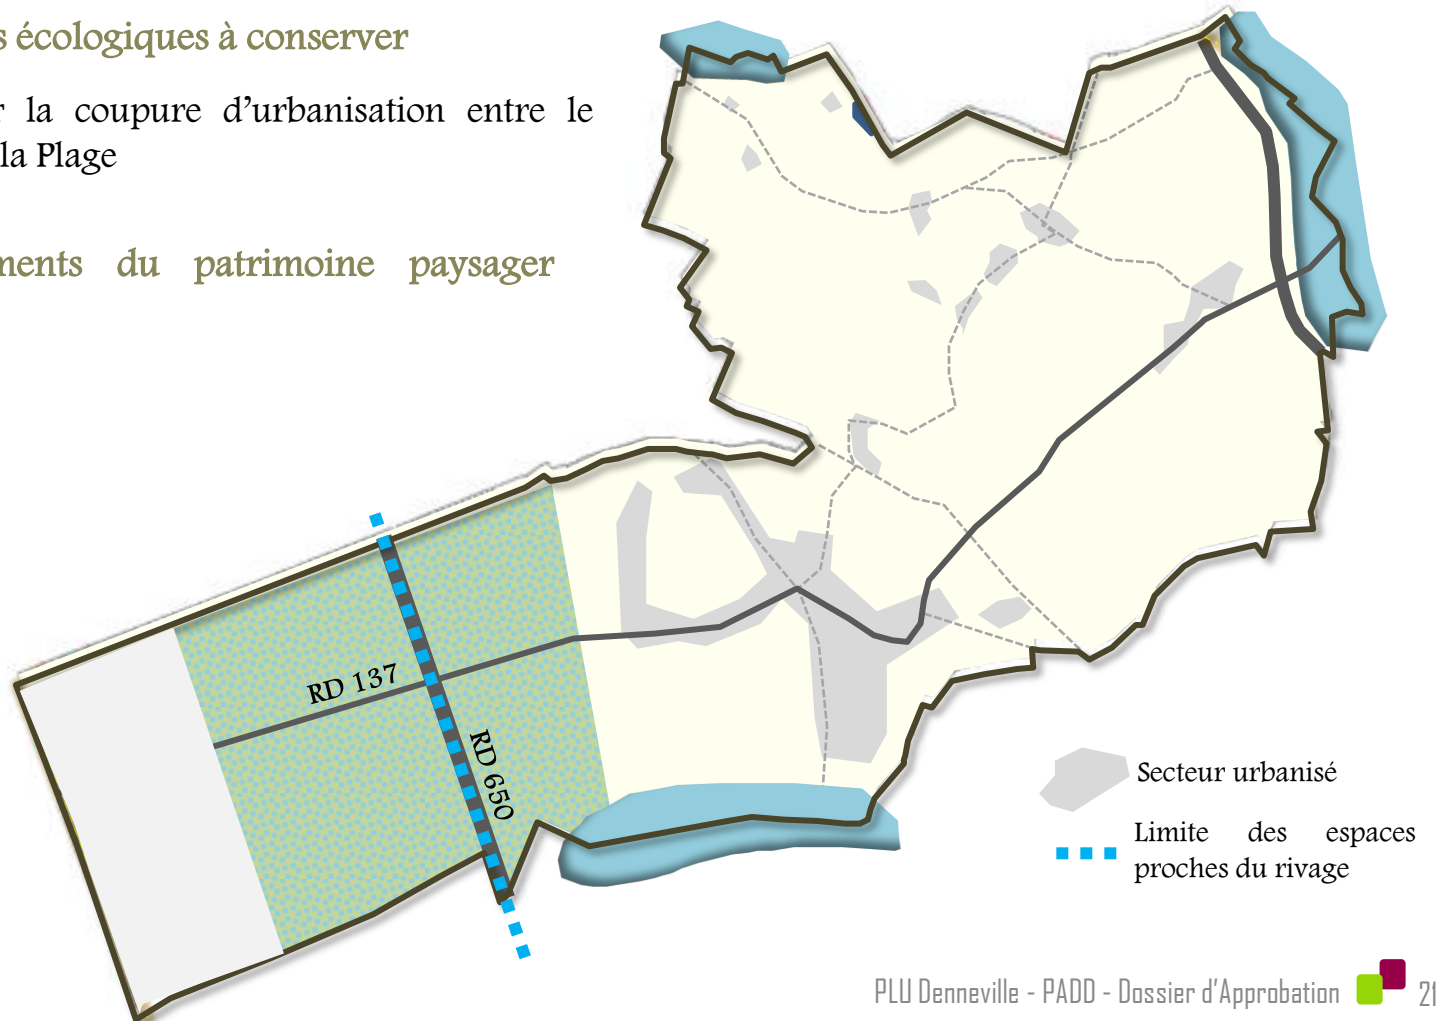 s écologiques à conserver
r la coupure d'urbanisation entre le
la Plage
ments du patrimoine paysager
RD 137
RD 650
Secteur urbanisé
Limite des espaces
proches du rivage
PLU Denneville - PADD - Dossier d'Approbation 21